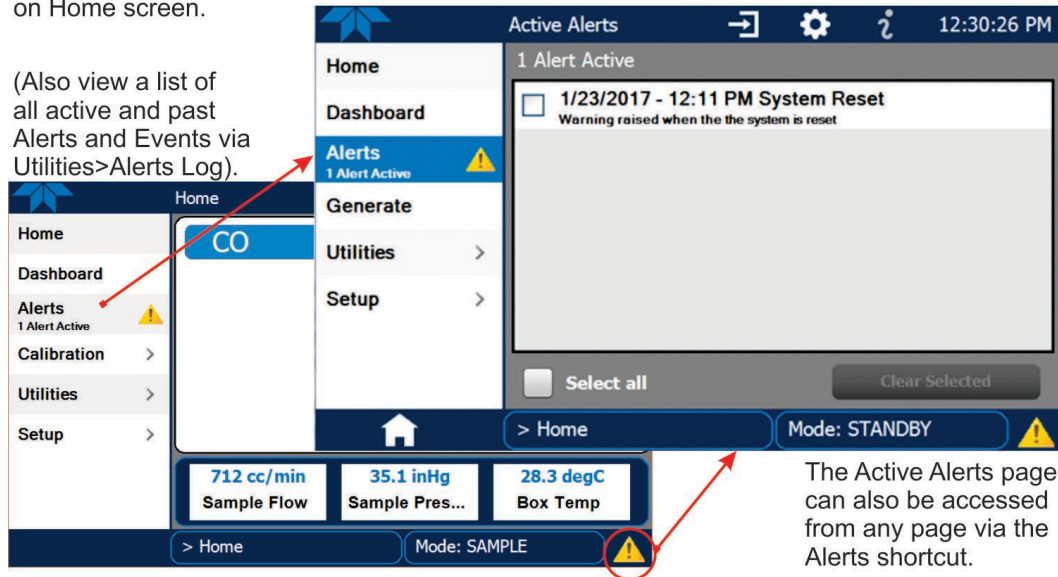 on Home screen.
(Also view a list of
all active and past
Alerts and Events via
Utilities>Alerts Log).
Active Alerts
12:30:26 PM
Home
Dashboard
Alerts
1 Alert Active
Generate
Utilities
Setup
1 Alert Active
1/23/2017 - 12:11 PM System Reset
Warning raised when the the system is reset
Select all
Clear Selected
> Home
Mode: STANDBY
Home
Home
Dashboard
Alerts
1 Alert Active
Calibration
Utilities
Setup
CO
712 cc/min
Sample Flow
35.1 inHg
Sample Pres...
28.3 degC
Box Temp
> Home
Mode: SAMPLE
The Active Alerts page
can also be accessed
from any page via the
Alerts shortcut.